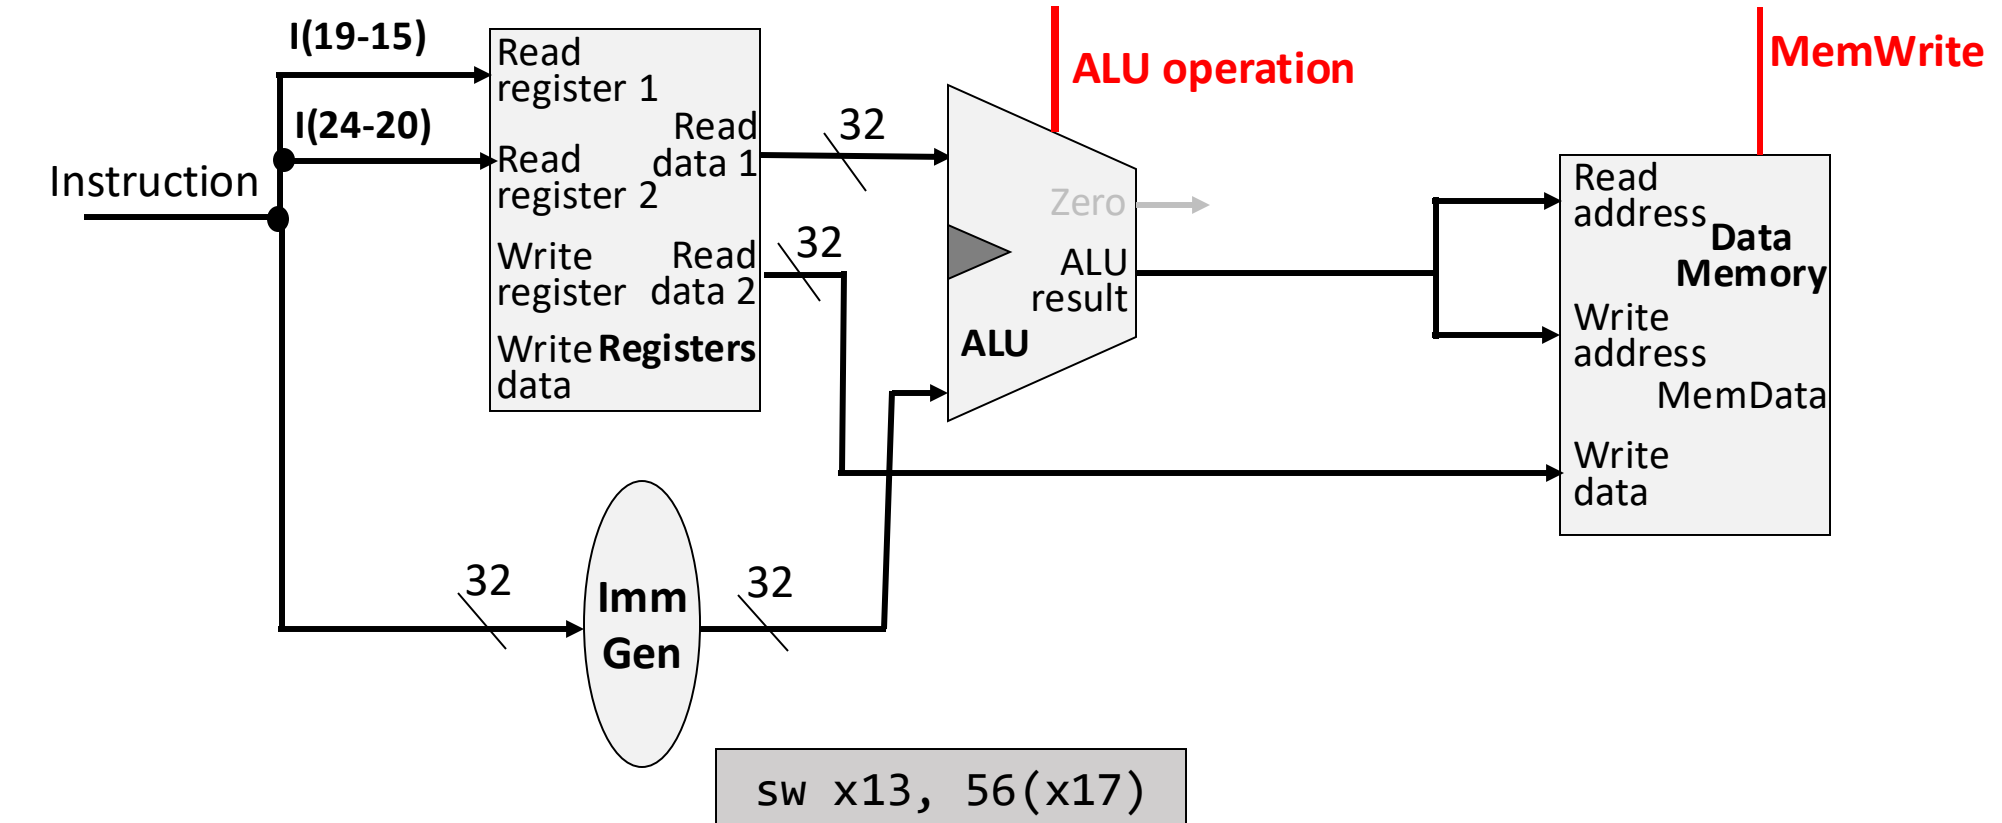 I(19-15)
I(24-20)
Instruction
Read
register 1
Read
register 2
Write
register
Write
data
Registers
Read
data 1
Read
data 2
32
32
ALU operation
Zero
ALU
result
ALU
MemWrite
Read
address
Data
Memory
Write
address
MemData
Write
data
32
Imm
Gen
32
sw x13, 56(x17)